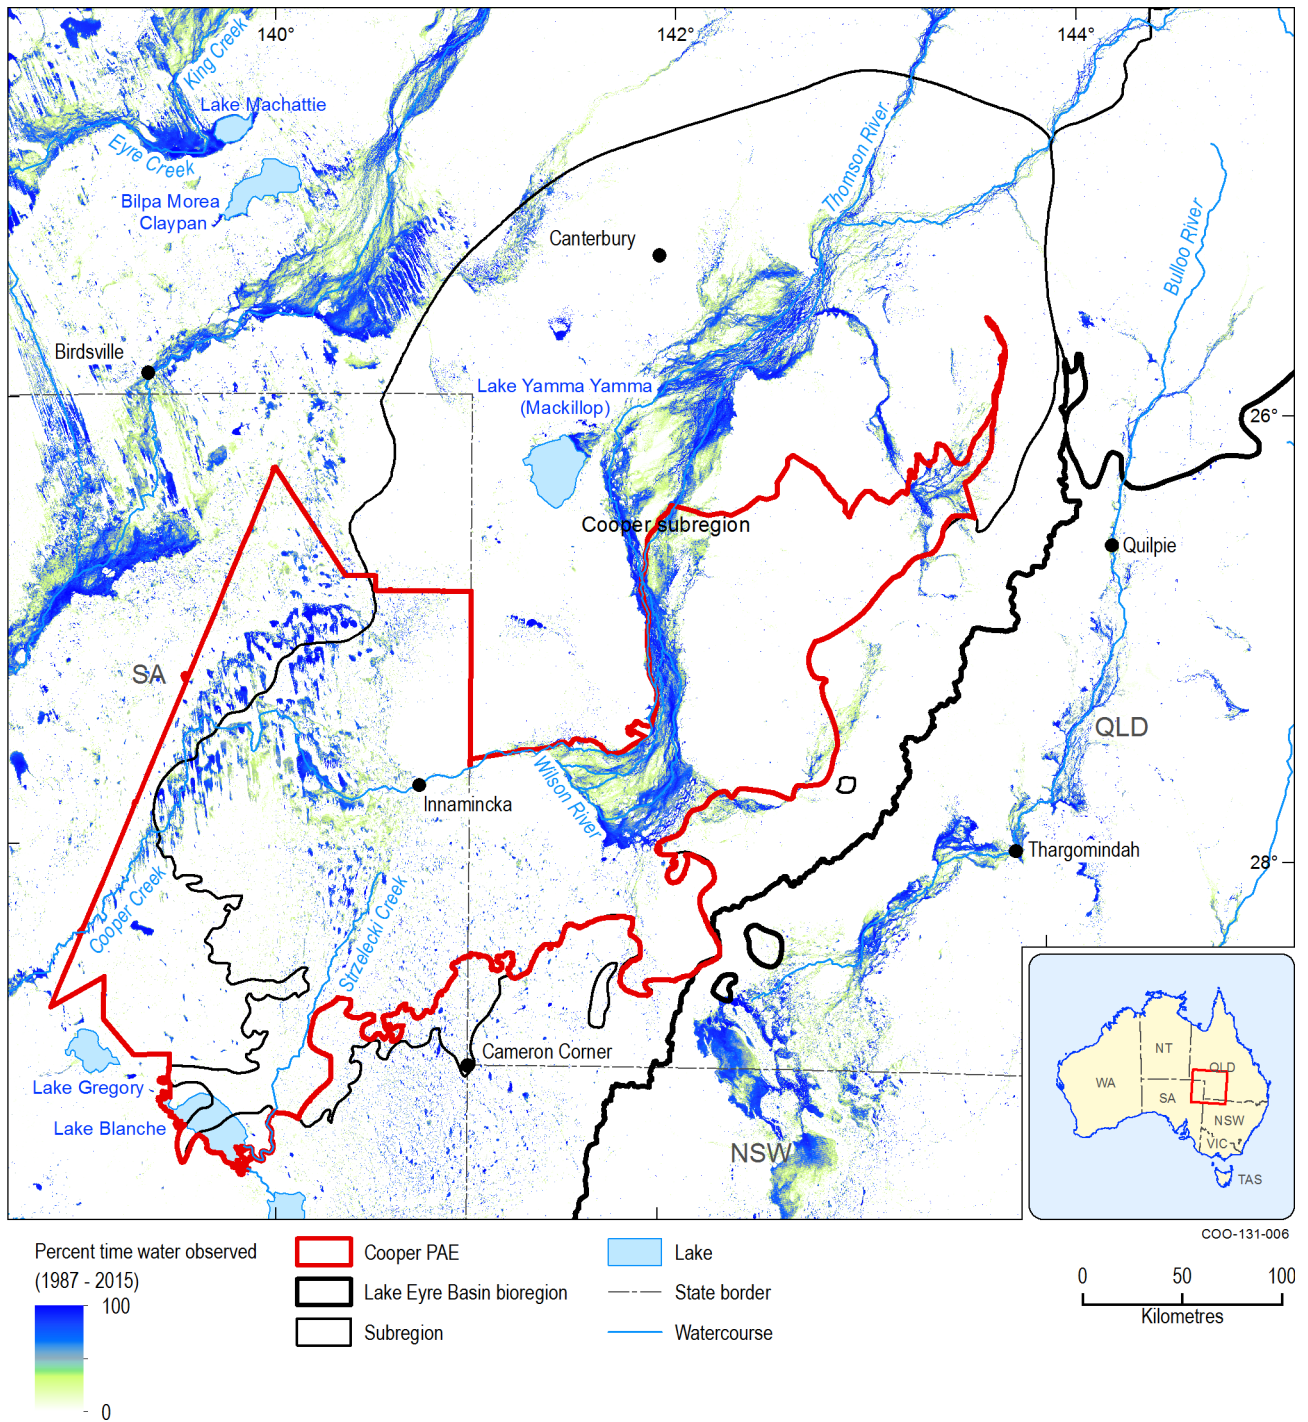 140°
142°
144°
King Creek
Lake Machattie
Eyre Creek
Bilpa Morea
Claypan
Thomson River
Canterbury
Bulloo River
Birdsville
Lake Yamma Yamma
(Mackillop)
26°
Cooper subregion
Quilpie
SA
QLD
Wilson River
Innamincka
Thargomindah
28°
Cooper Creek
Strzelecki Creek
Cameron Corner
Lake Gregory
Lake Blanche
NSW
NT
QLD
WA
SA
NSW
VIC
TAS
COO-131-006
Percent time water observed
(1987 - 2015)
100
0
Cooper PAE
Lake Eyre Basin bioregion
Subregion
Lake
State border
Watercourse
0 50 100
Kilometres